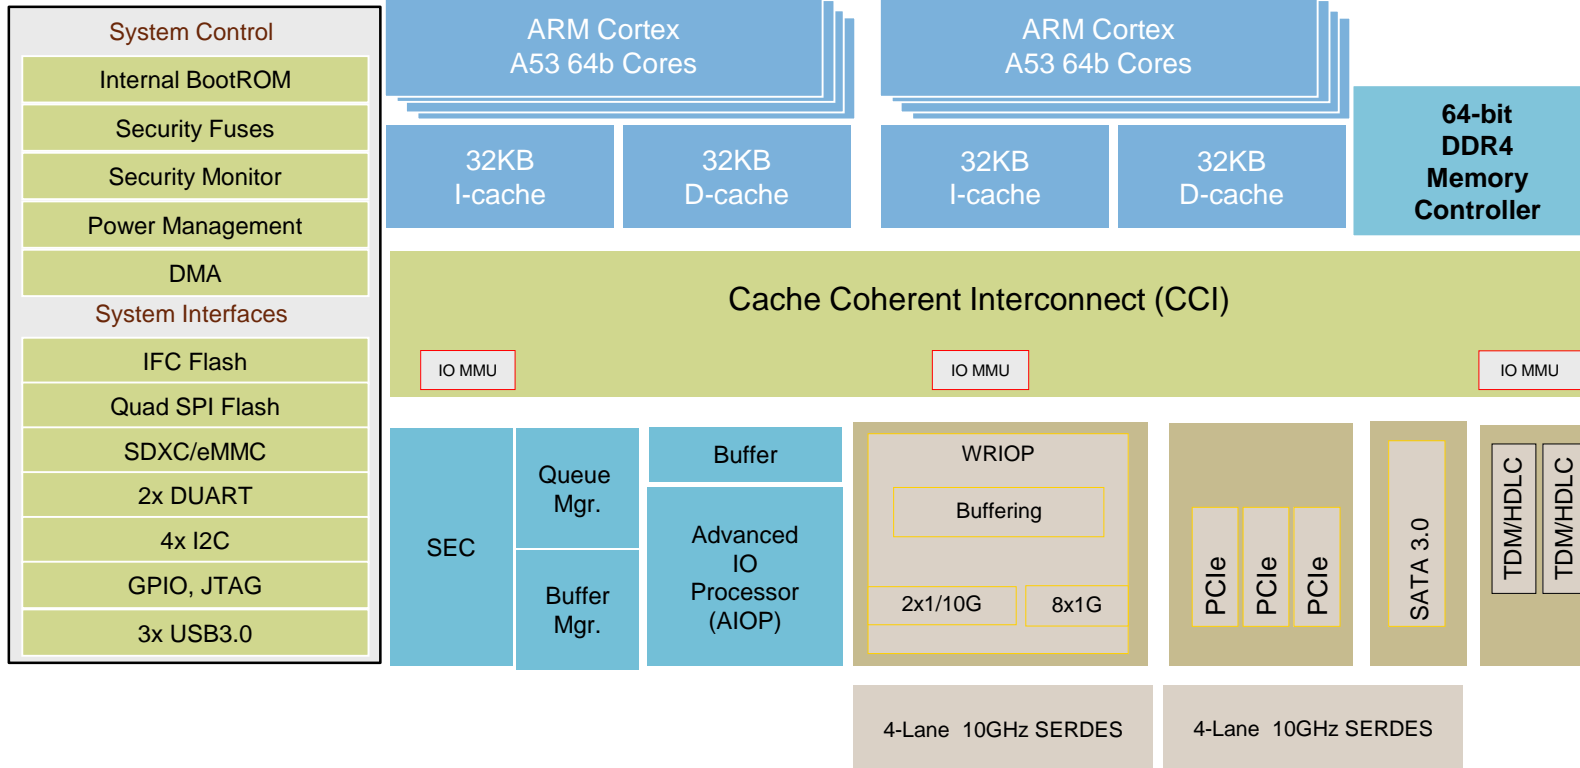 System Control
Internal BootROM
Security Fuses
Security Monitor
Power Management
DMA
System Interfaces
IFC Flash
Quad SPI Flash
SDXC/eMMC
2x DUART
4x I2C
GPIO, JTAG
3x USB3.0
ARM Cortex
A53 64b Cores
32KB
I-cache
32KB
D-cache
ARM Cortex
A53 64b Cores
32KB
I-cache
32KB
D-cache
64-bit
DDR4
Memory
Controller
Cache Coherent Interconnect (CCI)
IO MMU
IO MMU
IO MMU
SEC
Queue
Mgr.
Buffer
Mgr.
Buffer
Advanced
IO
Processor
(AIOP)
WRIOP
Buffering
2x1/10G
8x1G
PCIe
PCIe
PCIe
SATA 3.0
TDM/HDLC
TDM/HDLC
4-Lane 10GHz SERDES
4-Lane 10GHz SERDES